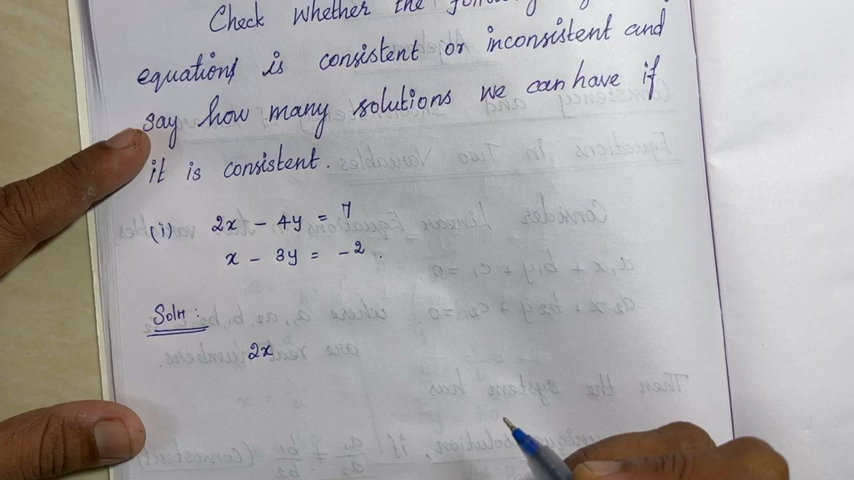 Check whether the following
equations is consistent or inconsistent and
say how many solutions we can have if
it is consistent.
(i) 2x - 4y = 7
x - 3y = -2.
Soln:
2x